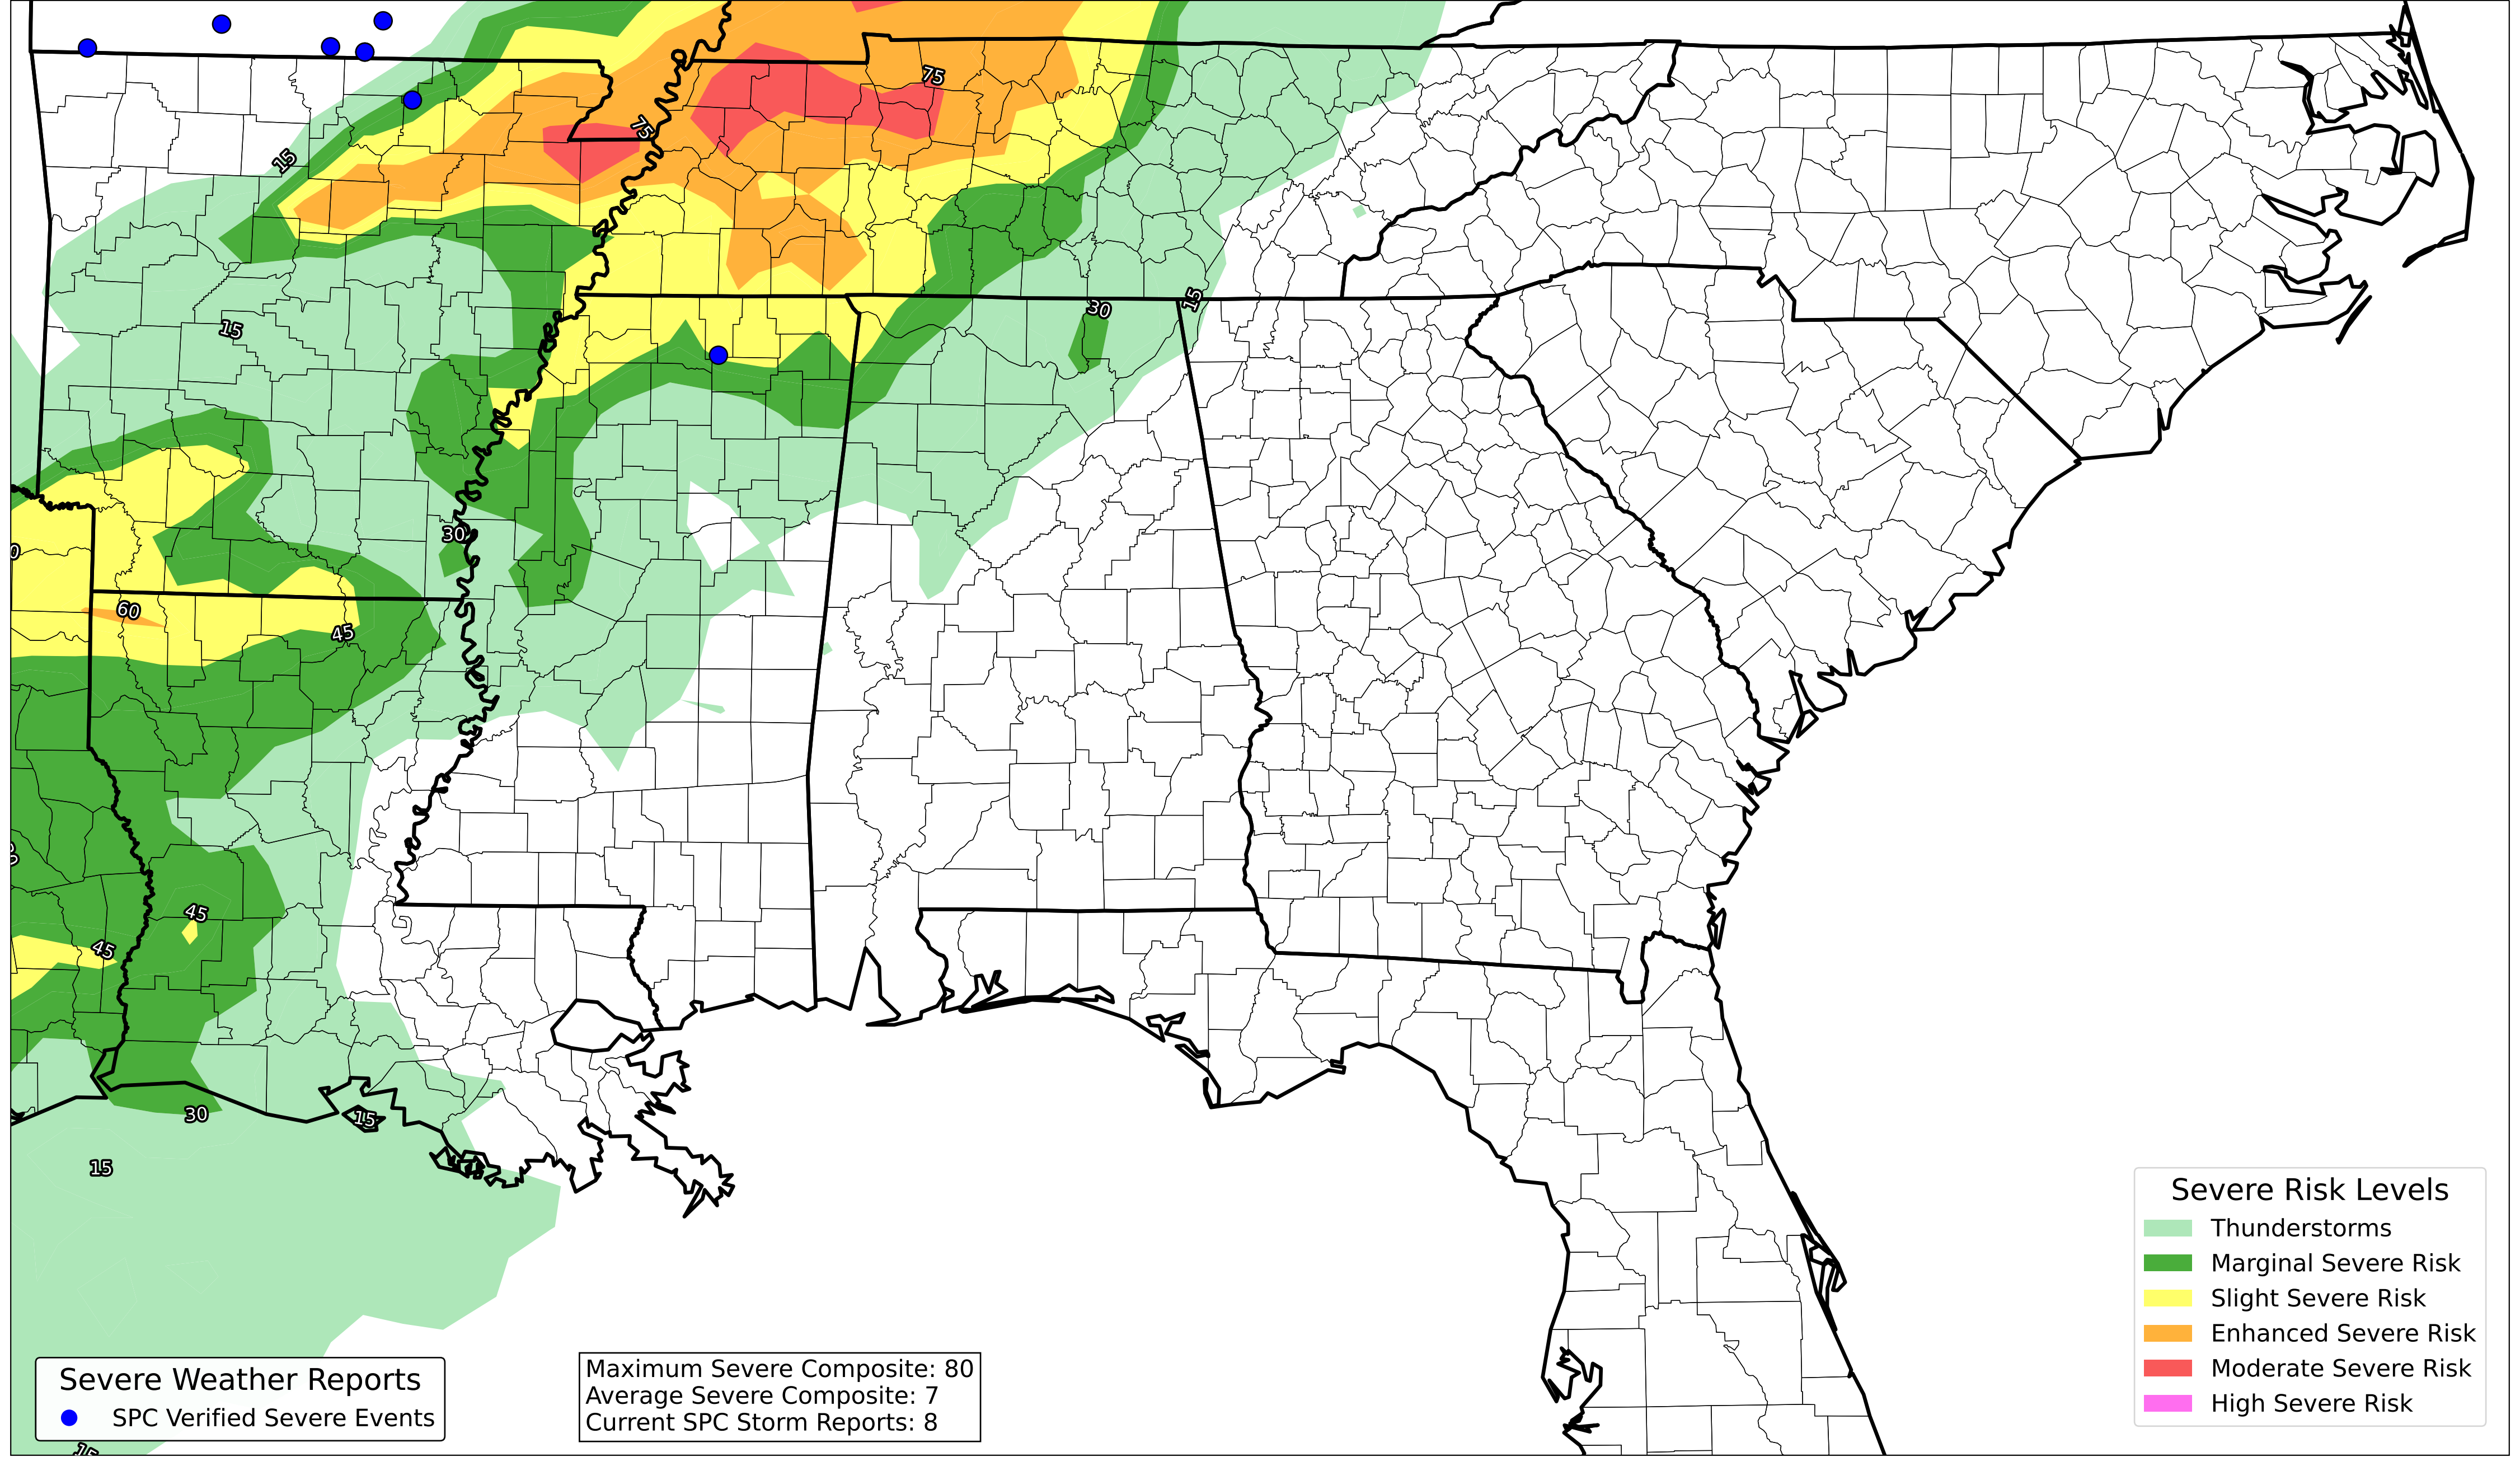 75
75
15
15
30
15
30
60
45
45
45
30
15
15
Severe Risk Levels
Thunderstorms
Marginal Severe Risk
Slight Severe Risk
Enhanced Severe Risk
Moderate Severe Risk
High Severe Risk
Severe Weather Reports
SPC Verified Severe Events
Maximum Severe Composite: 80
Average Severe Composite: 7
Current SPC Storm Reports: 8
15